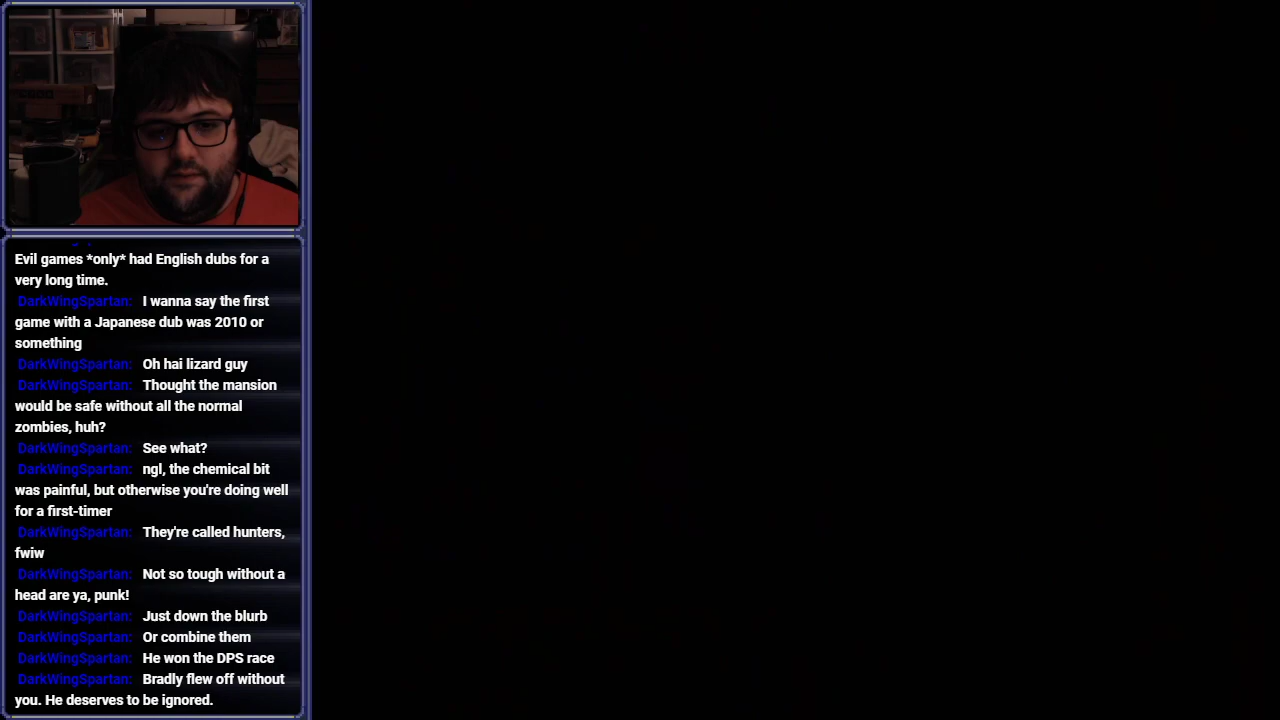 Evil games *only* had English dubs for a
very long time.
DarkWingSpartan: I wanna say the first
game with a Japanese dub was 2010 or
something
DarkWingSpartan: Oh hai lizard guy
DarkWingSpartan: Thought the mansion
would be safe without all the normal
zombies, huh?
DarkWingSpartan: See what?
DarkWingSpartan: ngl, the chemical bit
was painful, but otherwise you're doing well
for a first-timer
DarkWingSpartan: They're called hunters,
fwiw
DarkWingSpartan: Not so tough without a
head are ya, punk!
DarkWingSpartan: Just down the blurb
DarkWingSpartan: Or combine them
DarkWingSpartan: He won the DPS race
DarkWingSpartan: Bradly flew off without
you. He deserves to be ignored.